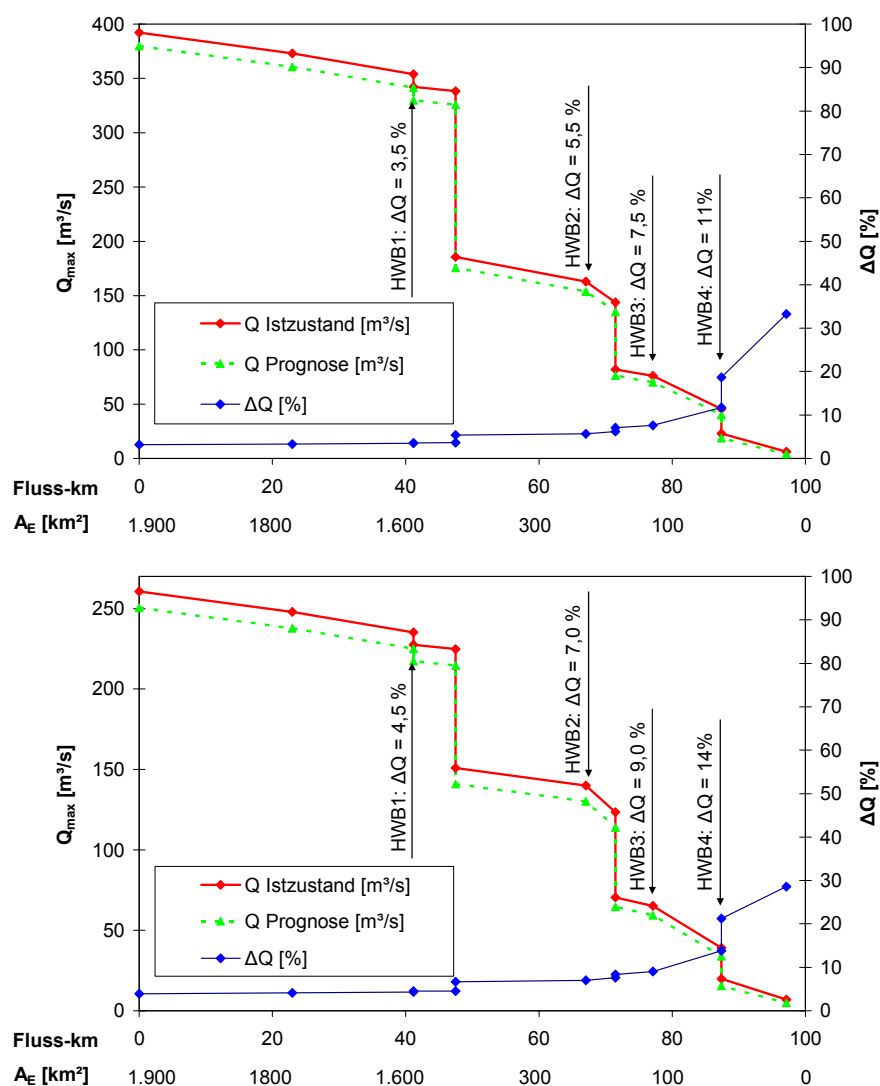 400
350
300
250
200
150
100
50
0
Qmax [m³/s]
100
90
80
70
60
50
40
30
20
10
0
ΔQ [%]
HWB1: ΔQ = 3,5 %
HWB2: ΔQ = 5,5 %
HWB3: ΔQ = 7,5 %
HWB4: ΔQ = 11%
Q Istzustand [m³/s]
Q Prognose [m³/s]
ΔQ [%]
Fluss-km 0 20 40 60 80 100
AE [km²] 1.900 1800 1.600 300 100 0
250
200
150
100
50
0
Qmax [m³/s]
100
90
80
70
60
50
40
30
20
10
0
ΔQ [%]
HWB1: ΔQ = 4,5 %
HWB2: ΔQ = 7,0 %
HWB3: ΔQ = 9,0 %
HWB4: ΔQ = 14%
Q Istzustand [m³/s]
Q Prognose [m³/s]
ΔQ [%]
Fluss-km 0 20 40 60 80 100
AE [km²] 1.900 1800 1.600 300 100 0